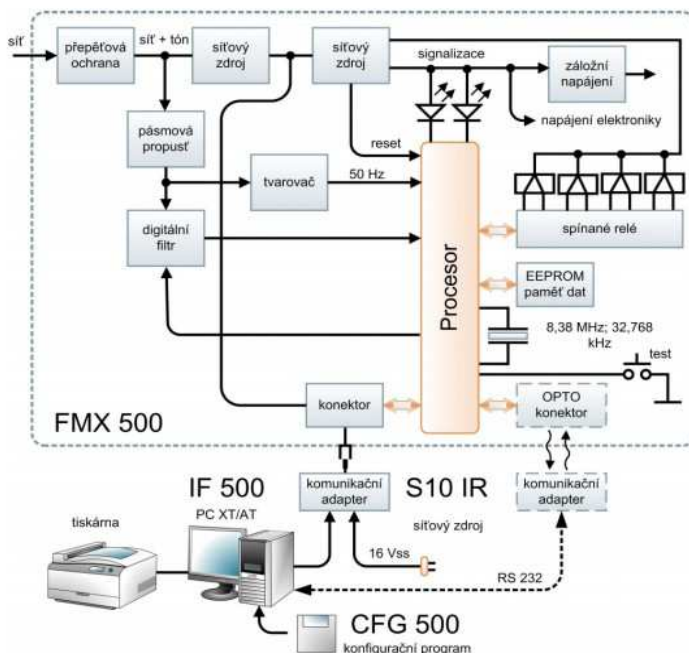 síť
přepěťová
ochrana
síť + tón
síťový
zdroj
síťový
zdroj
signalizace
záložní
napájení
napájení elektroniky
pásmová
propusť
reset
tvarovač
50 Hz
digitální
filtr
Procesor
spínané relé
EEPROM
paměť dat
8,38 MHz; 32,768
kHz
test
konektor
OPTO
konektor
FMX 500
IF 500
komunikační
adapter
S10 IR
komunikační
adapter
tiskárna
PC XT/AT
síťový zdroj
16 Vss
RS 232
CFG 500
konfigurační program